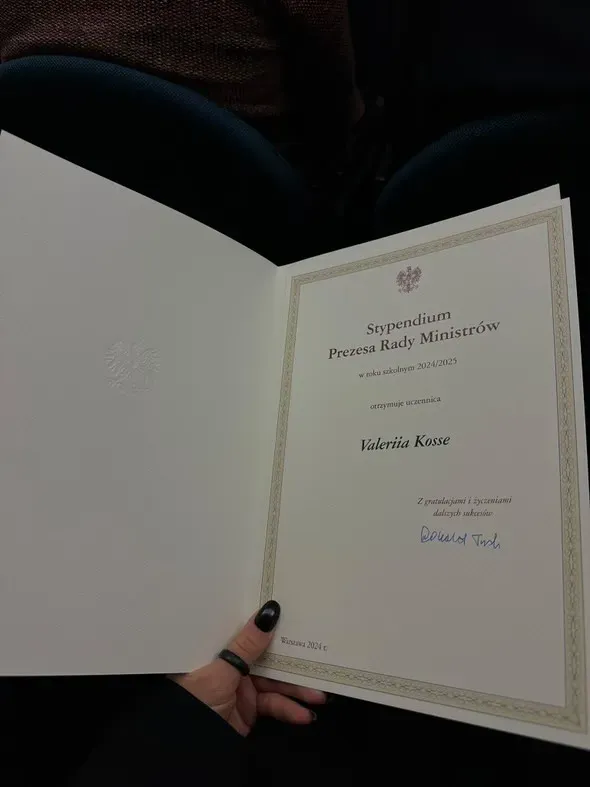 Stypendium
Prezesa Rady Ministrów
w roku szkolnym 2024/2025
otrzymuje uczennica
Valeriia Kosse
Z gratulacjami i życzeniami
dalszych sukcesów
Donald Tusk
Warszawa 2024 r.